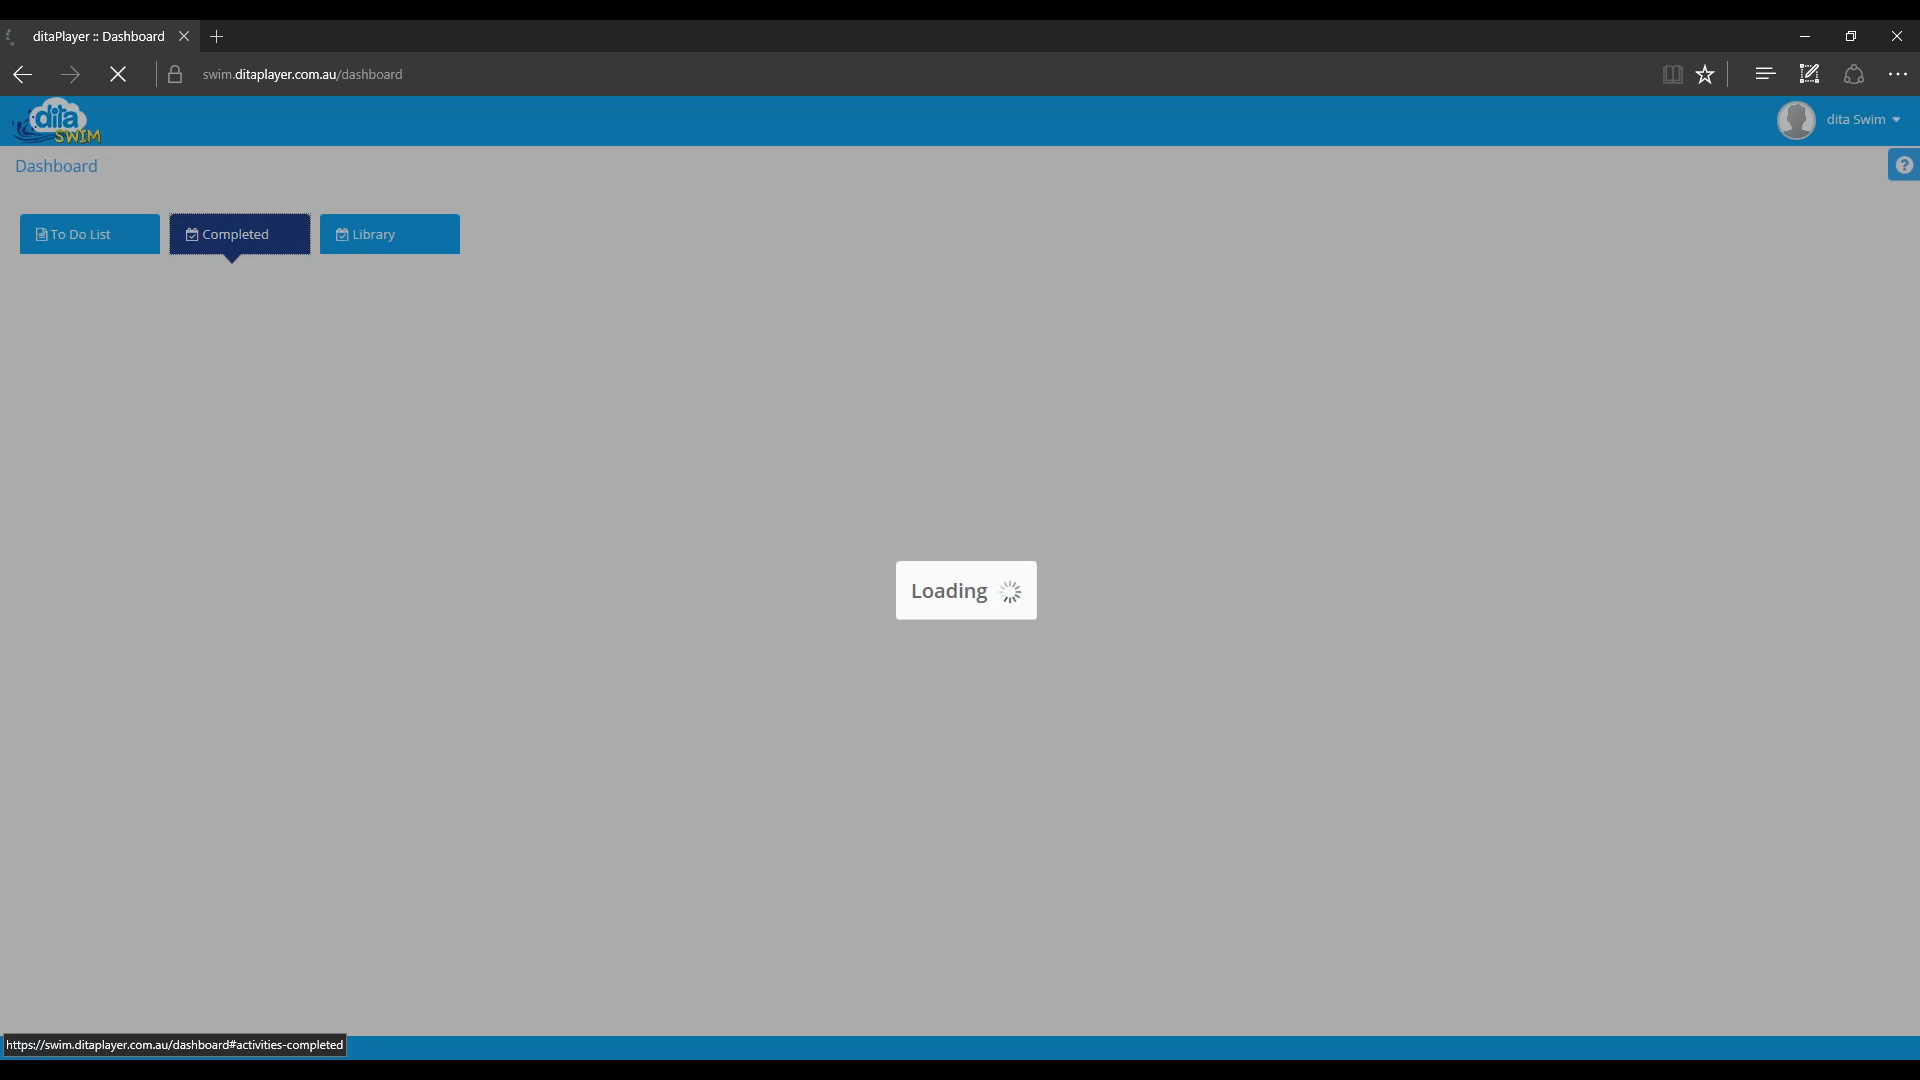 ditaPlayer :: Dashboard
swim.ditaplayer.com.au/dashboard
dita
SWIM
dita Swim
Dashboard
?
To Do List
Completed
Library
Loading
https://swim.ditaplayer.com.au/dashboard#activities-completed